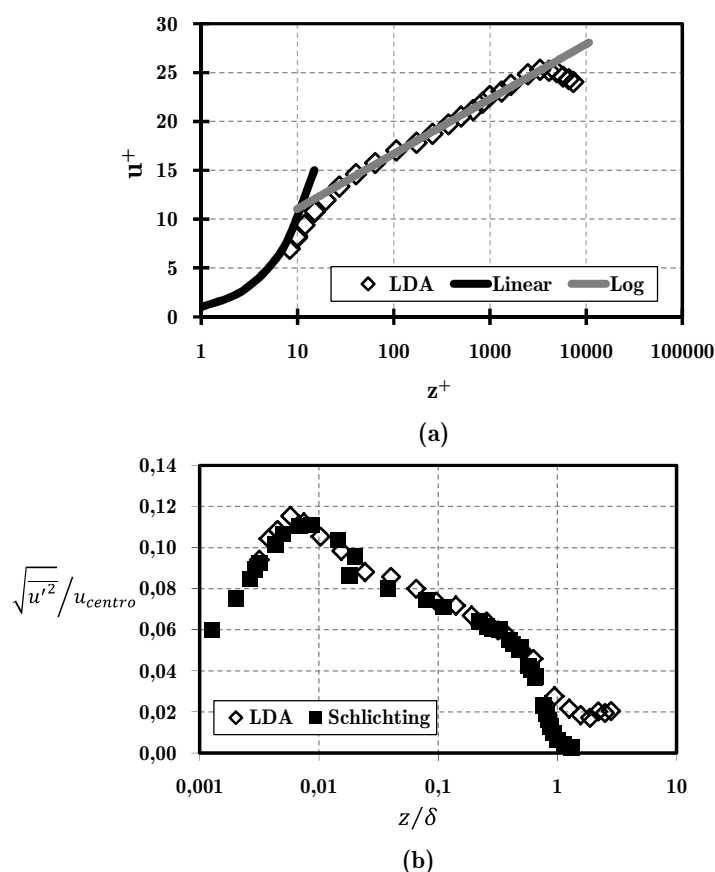 30
25
20
15
10
5
0
u+
1 10 100 1000 10000 100000
z+
LDA Linear Log
(a)
0,14
0,12
0,10
0,08
0,06
0,04
0,02
0,00
√u'²/u_centro
LDA Schlichting
0,001 0,01 0,1 1 10
z/δ
(b)